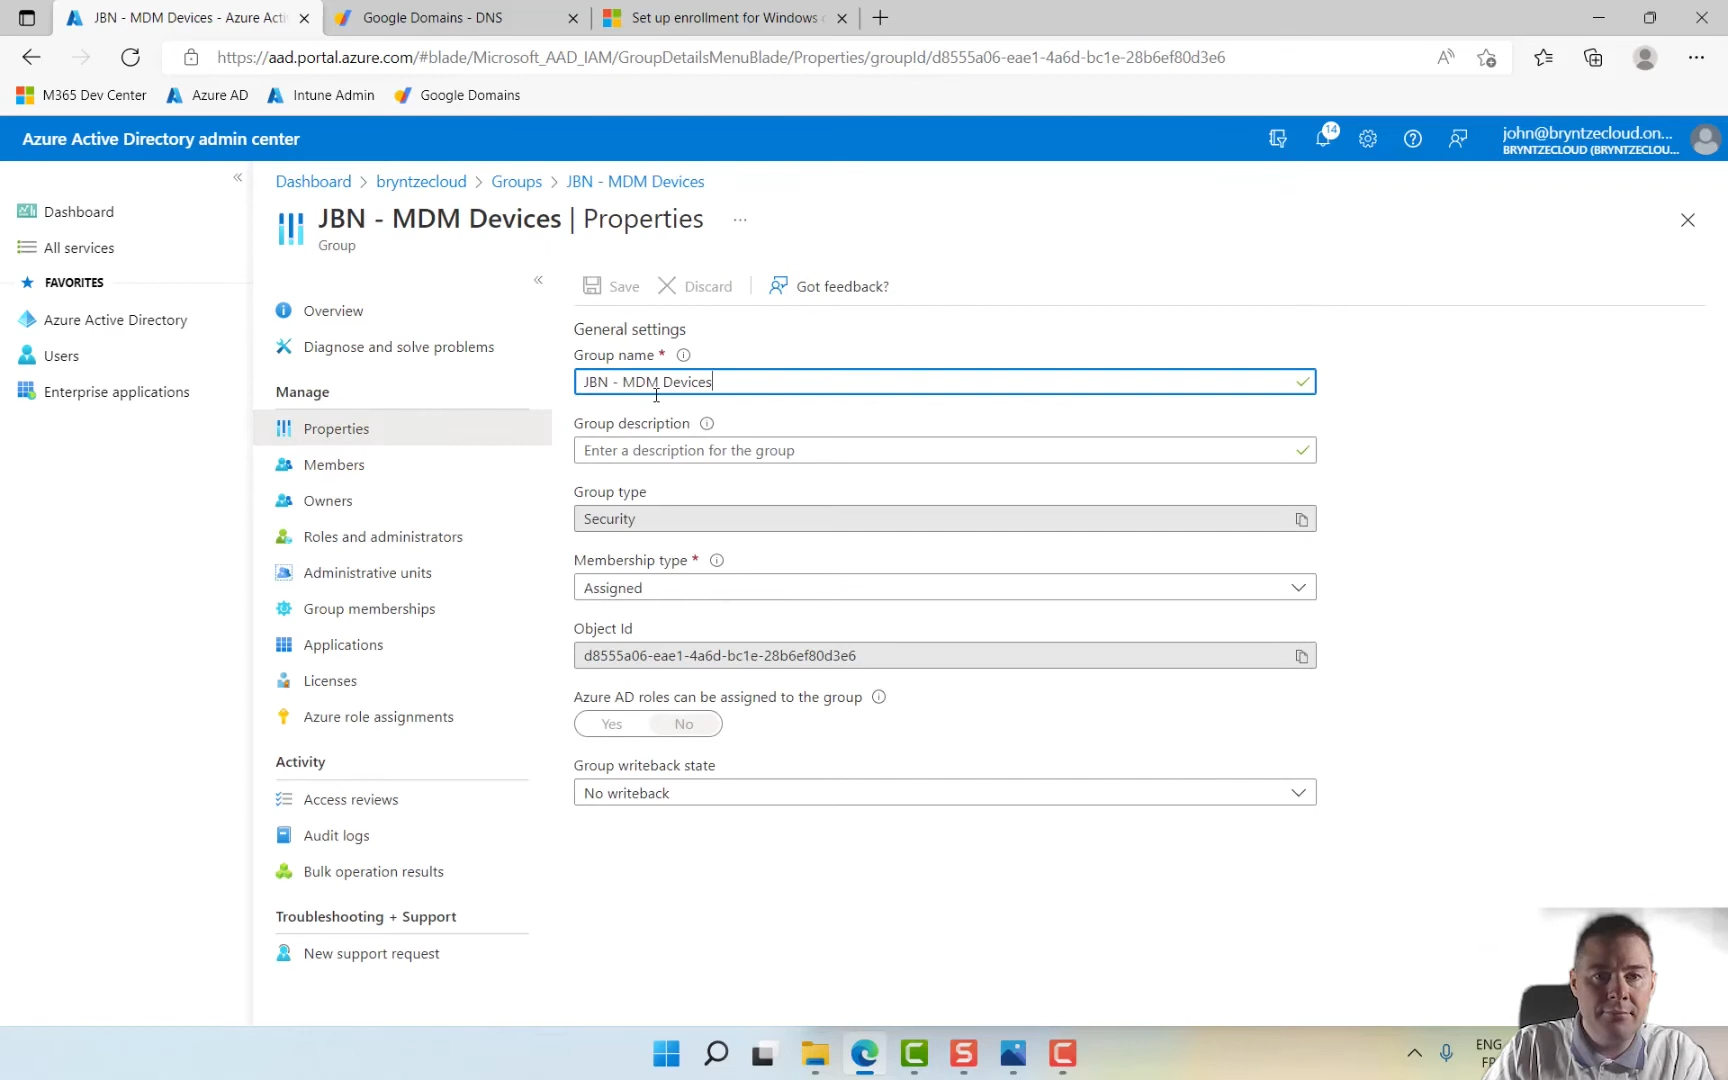 JBN - MDM Devices - Azure Acti
Google Domains - DNS
Set up enrollment for Windows
https://aad.portal.azure.com/#blade/Microsoft_AAD_IAM/GroupDetailsMenuBlade/Properties/groupId/d8555a06-eae1-4a6d-bc1e-28b6ef80d3e6
M365 Dev Center
Azure AD
Intune Admin
Google Domains
Azure Active Directory admin center
14
john@bryntzecloud.on...
BRYNTZECLOUD (BRYNTZECLOU...
Dashboard > bryntzecloud > Groups > JBN - MDM Devices
JBN - MDM Devices | Properties ...
Group
Dashboard
All services
FAVORITES
Azure Active Directory
Users
Enterprise applications
Overview
Diagnose and solve problems
Manage
Properties
Members
Owners
Roles and administrators
Administrative units
Group memberships
Applications
Licenses
Azure role assignments
Activity
Access reviews
Audit logs
Bulk operation results
Troubleshooting + Support
New support request
Save
Discard
Got feedback?
General settings
Group name *
JBN - MDM Devices
Group description
Enter a description for the group
Group type
Security
Membership type *
Assigned
Object Id
d8555a06-eae1-4a6d-bc1e-28b6ef80d3e6
Azure AD roles can be assigned to the group
Yes No
Group writeback state
No writeback
ENG